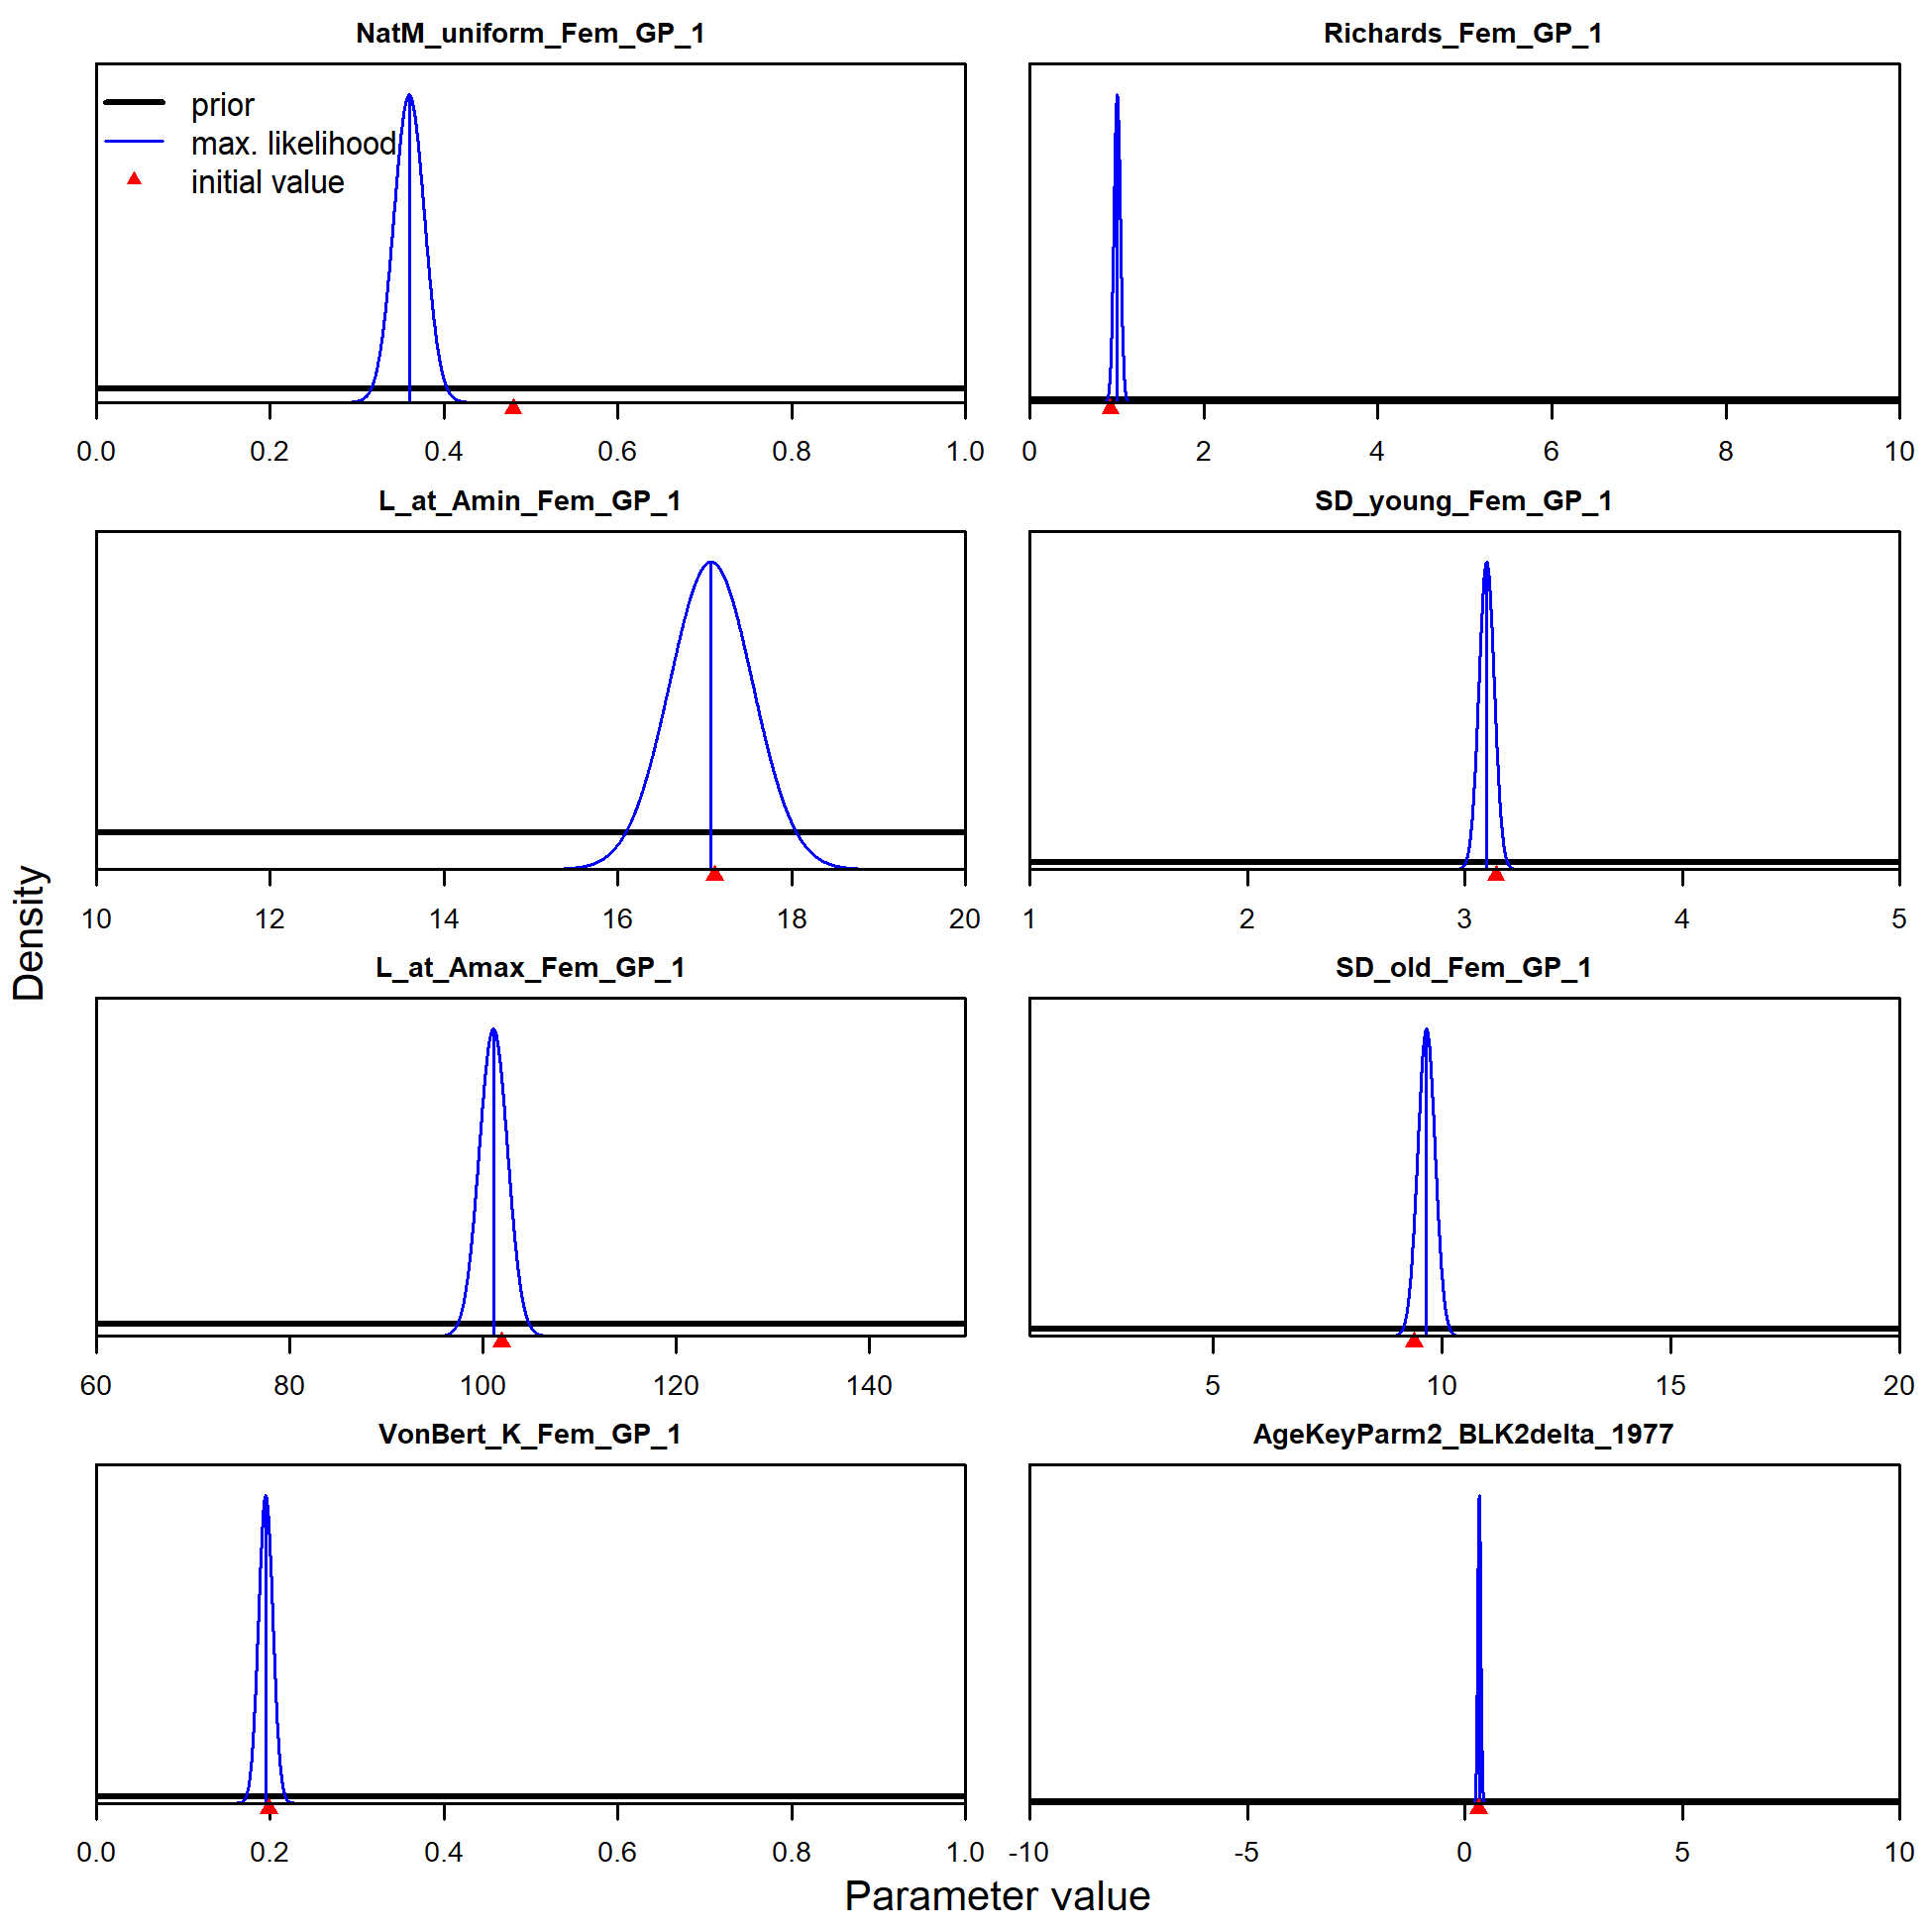 NatM_uniform_Fem_GP_1
prior
max. likelihood
initial value
0.0 0.2 0.4 0.6 0.8 1.0
Richards_Fem_GP_1
0 2 4 6 8 10
L_at_Amin_Fem_GP_1
10 12 14 16 18 20
SD_young_Fem_GP_1
1 2 3 4 5
L_at_Amax_Fem_GP_1
60 80 100 120 140
SD_old_Fem_GP_1
5 10 15 20
VonBert_K_Fem_GP_1
0.0 0.2 0.4 0.6 0.8 1.0
AgeKeyParm2_BLK2delta_1977
-10 -5 0 5 10
Density
Parameter value